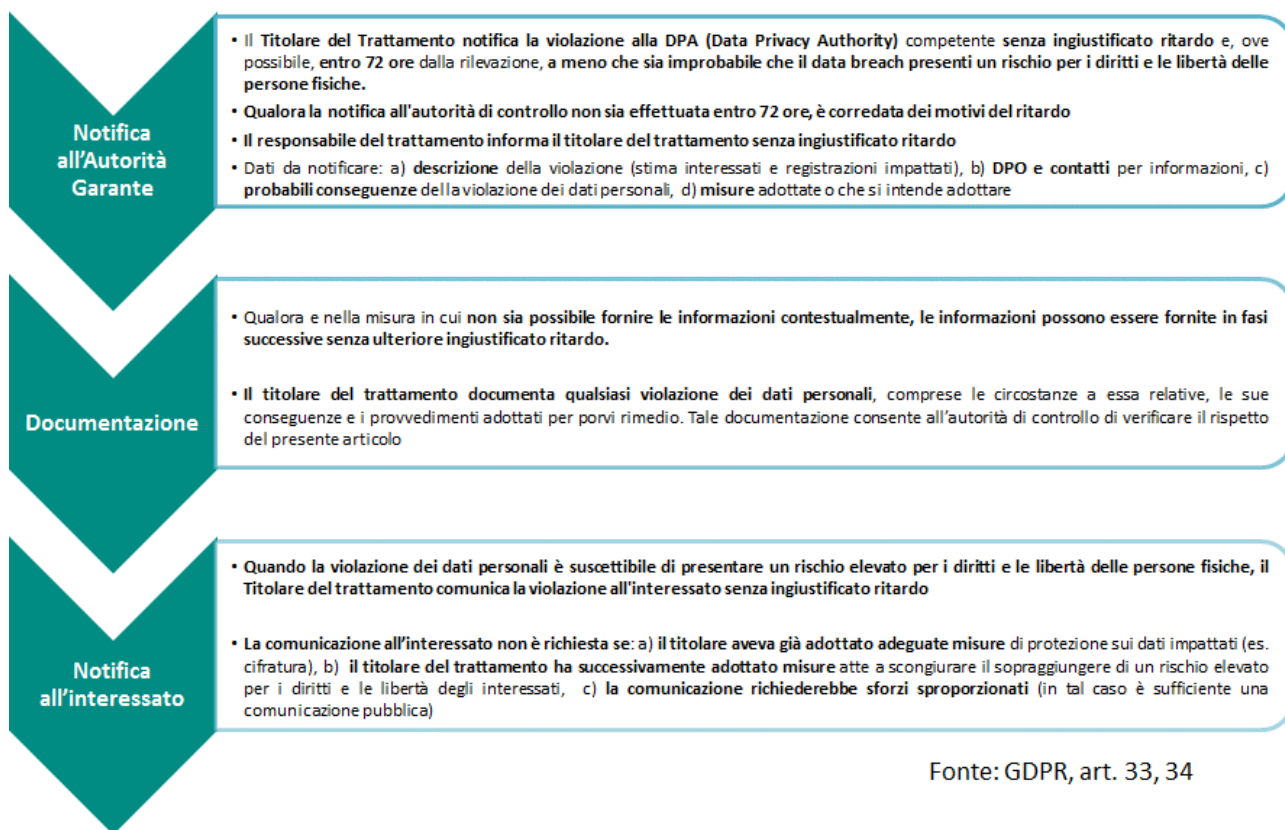 • Il Titolare del Trattamento notifica la violazione alla DPA (Data Privacy Authority) competente senza ingiustificato ritardo e, ove
possibile, entro 72 ore dalla rilevazione, a meno che sia improbabile che il data breach presenti un rischio per i diritti e le libertà delle
persone fisiche.
• Qualora la notifica all'autorità di controllo non sia effettuata entro 72 ore, è corredata dei motivi del ritardo
• Il responsabile del trattamento informa il titolare del trattamento senza ingiustificato ritardo
• Dati da notificare: a) descrizione della violazione (stima interessati e registrazioni impattati), b) DPO e contatti per informazioni, c)
probabili conseguenze della violazione dei dati personali, d) misure adottate o che si intende adottare
Notifica
all'Autorità
Garante
• Qualora e nella misura in cui non sia possibile fornire le informazioni contestualmente, le informazioni possono essere fornite in fasi
successive senza ulteriore ingiustificato ritardo.
• Il titolare del trattamento documenta qualsiasi violazione dei dati personali, comprese le circostanze a essa relative, le sue
conseguenze e i provvedimenti adottati per porvi rimedio. Tale documentazione consente all'autorità di controllo di verificare il rispetto
del presente articolo
Documentazione
• Quando la violazione dei dati personali è suscettibile di presentare un rischio elevato per i diritti e le libertà delle persone fisiche, il
Titolare del trattamento comunica la violazione all'interessato senza ingiustificato ritardo
• La comunicazione all'interessato non è richiesta se: a) il titolare aveva già adottato adeguate misure di protezione sui dati impattati (es.
cifratura), b) il titolare del trattamento ha successivamente adottato misure atte a scongiurare il sopraggiungere di un rischio elevato
per i diritti e le libertà degli interessati, c) la comunicazione richiederebbe sforzi sproporzionati (in tal caso è sufficiente una
comunicazione pubblica)
Notifica
all'interessato
Fonte: GDPR, art. 33, 34